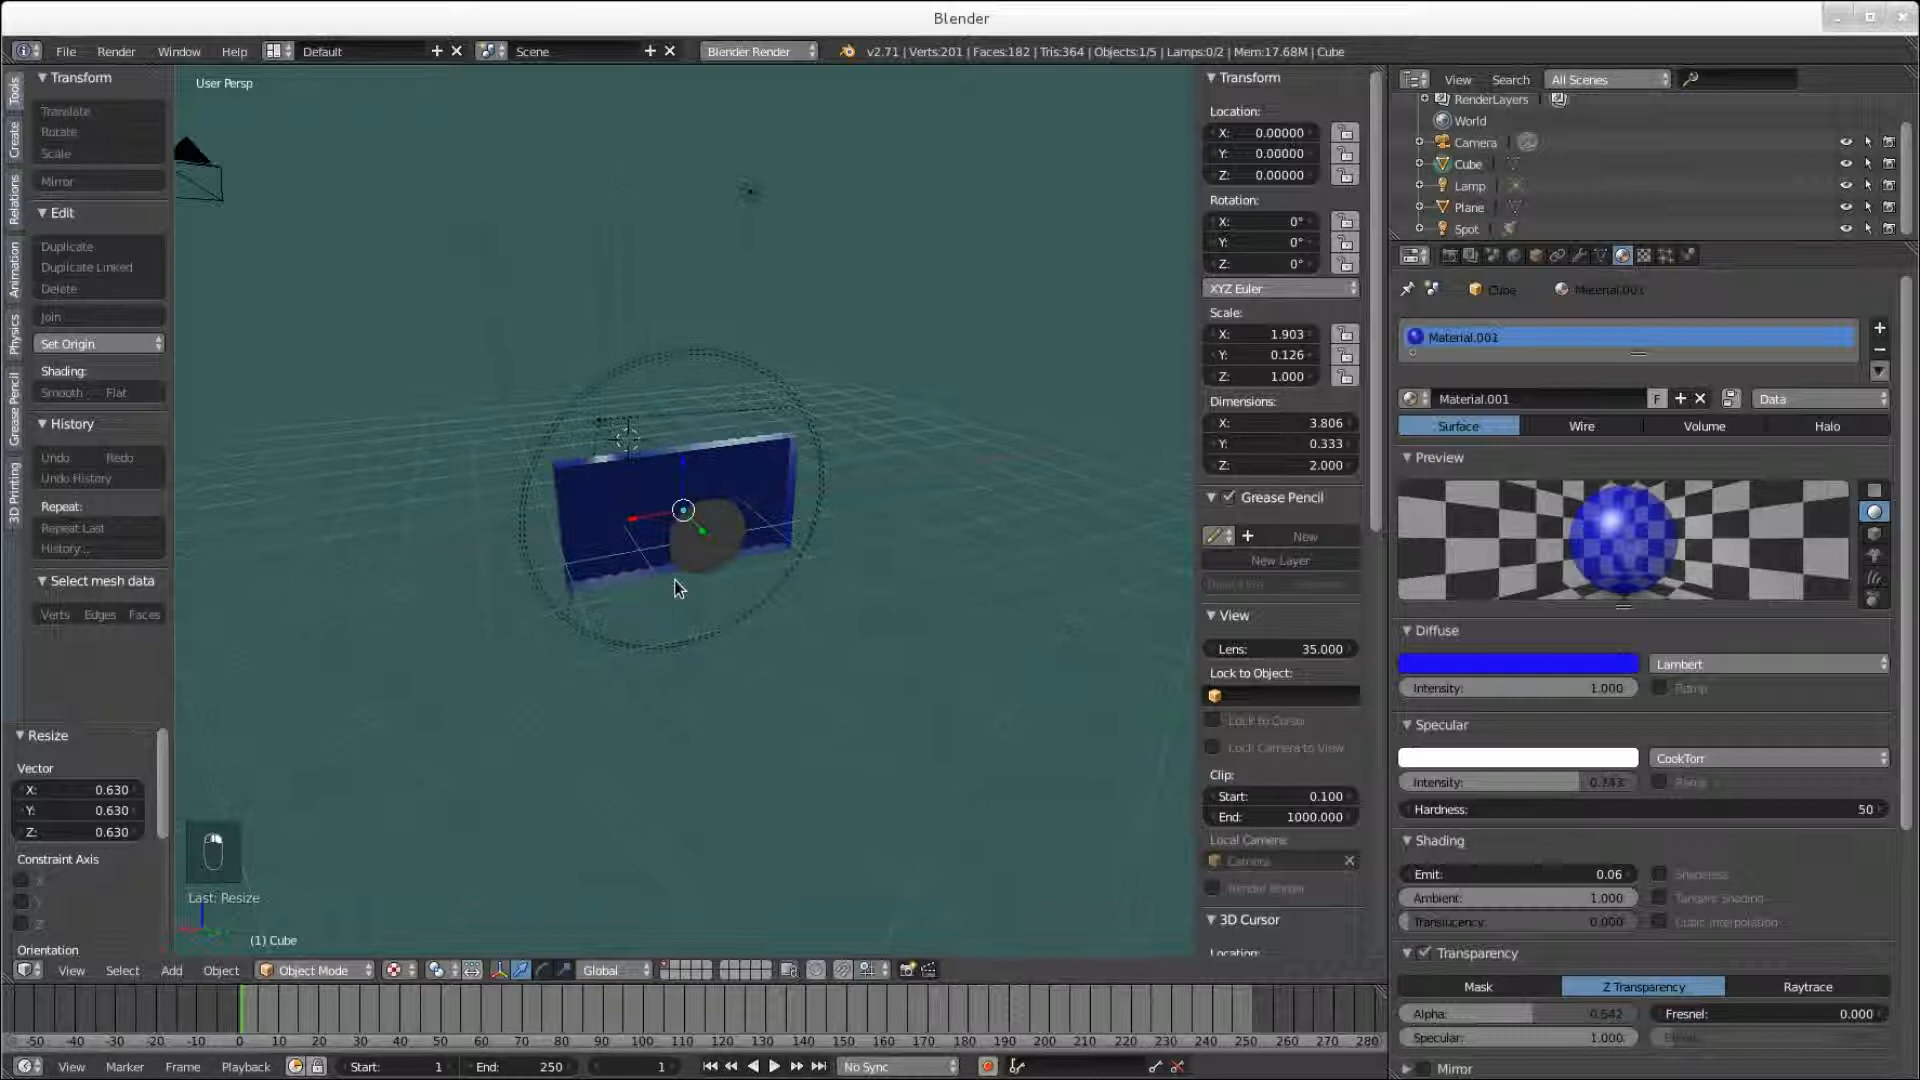 Blender
File Render Window Help Default Scene Blender Render v2.71 | Verts:201 | Faces:182 | Tris:364 | Objects:1/5 | Lamps:0/2 | Mem:17.68M | Cube
Tools
Create
Relations
Animation
Physics
Grease Pencil
3D Printing
Transform
Translate
Rotate
Scale
Mirror
Edit
Duplicate
Duplicate Linked
Delete
Join
Set Origin
Shading:
Smooth Flat
History
Undo Redo
Undo History
Repeat:
Repeat Last
History...
Select mesh data
Verts Edges Faces
Resize
Vector
X: 0.630
Y: 0.630
Z: 0.630
Constraint Axis
X
Y
Z
Orientation
User Persp
Last: Resize
(1) Cube
Transform
Location:
X: 0.00000
Y: 0.00000
Z: 0.00000
Rotation:
X: 0°
Y: 0°
Z: 0°
XYZ Euler
Scale:
X: 1.903
Y: 0.126
Z: 1.000
Dimensions:
X: 3.806
Y: 0.333
Z: 2.000
Grease Pencil
New
New Layer
View
Lens: 35.000
Lock to Object:
Lock to Cursor
Lock Camera to View
Clip:
Start: 0.100
End: 1000.000
Local Camera:
Camera
Render Border
3D Cursor
Location:
View Search All Scenes
RenderLayers
World
Camera
Cube
Lamp
Plane
Spot
Cube Material.001
Material.001
Material.001 F Data
Surface Wire Volume Halo
Preview
Diffuse
Lambert
Intensity: 1.000 Ramp
Specular
CookTorr
Intensity: 0.743 Ramp
Hardness: 50
Shading
Emit: 0.06 Shadeless
Ambient: 1.000 Tangent Shading
Translucency: 0.000 Cubic Interpolation
Transparency
Mask Z Transparency Raytrace
Alpha: 0.542 Fresnel: 0.000
Specular: 1.000 Blend:
Mirror
View Select Add Object Object Mode Global
-50 -40 -30 -20 -10 0 10 20 30 40 50 60 70 80 90 100 110 120 130 140 150 160 170 180 190 200 210 220 230 240 250 260 270 280
View Marker Frame Playback Start: 1 End: 250 1 No Sync